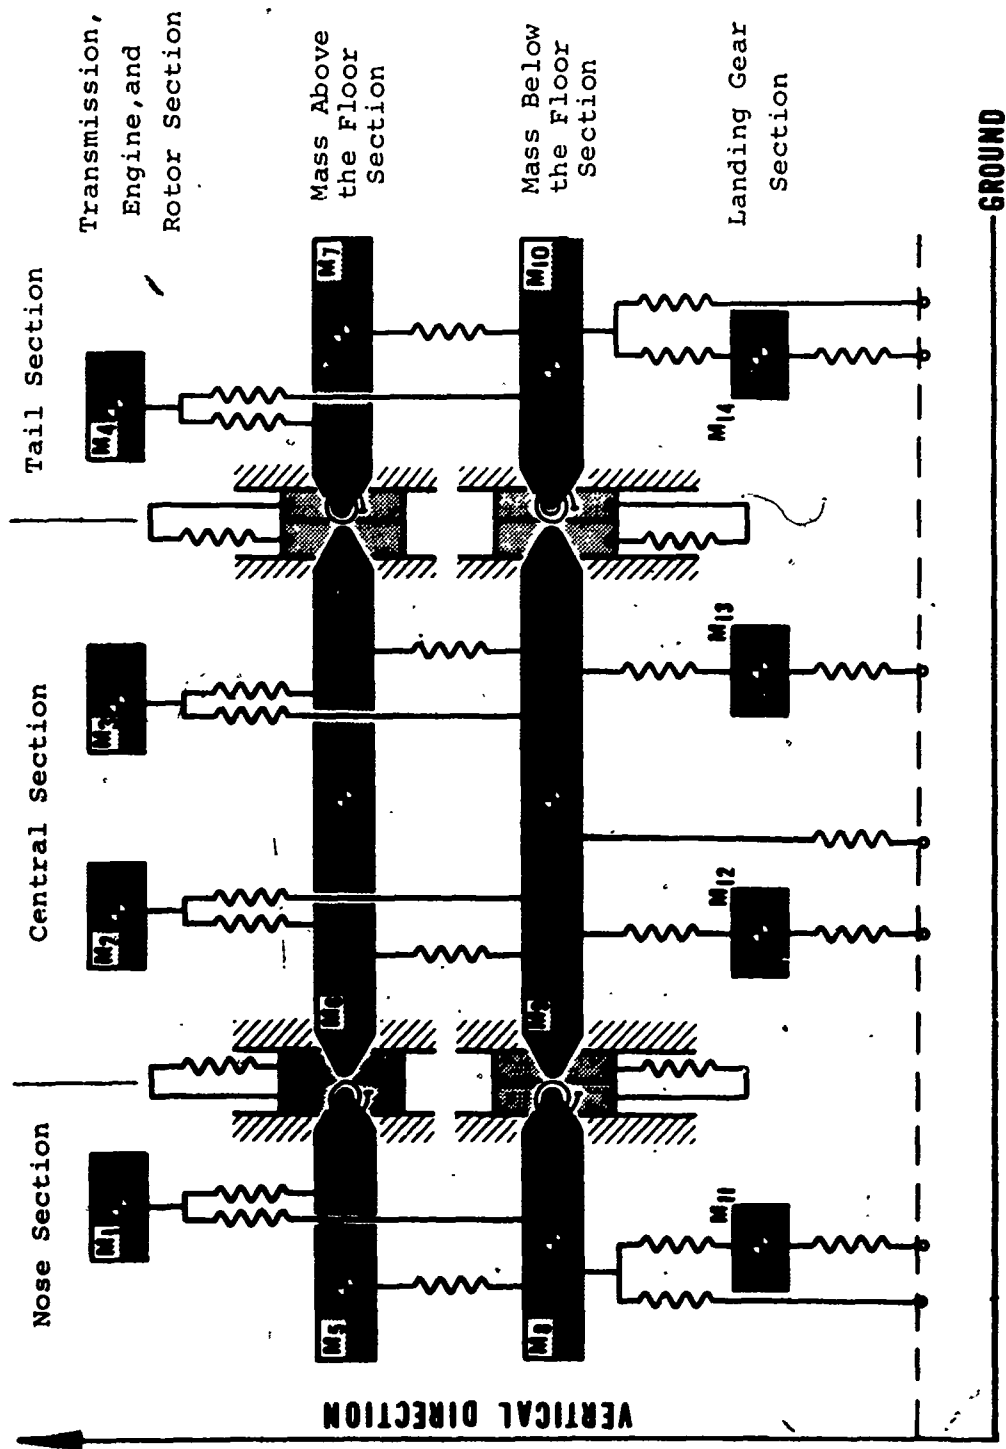 Nose Section
Central Section
Tail Section
Transmission,
Engine,and
Rotor Section
M1
M2
M3
M4
Mass Above
the Floor
Section
M5
M6
M7
Mass Below
the Floor
Section
M8
M9
M10
Landing Gear
Section
M11
M12
M13
M14
VERTICAL DIRECTION
GROUND